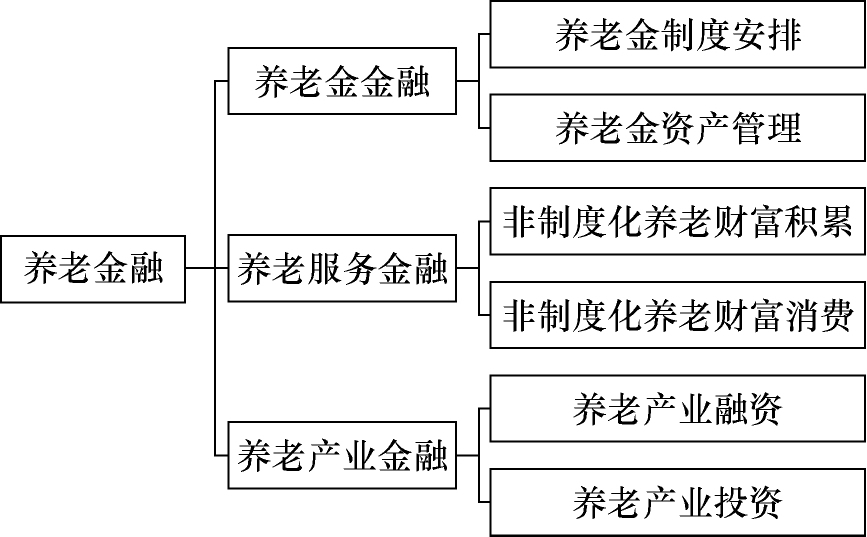 养老金融
养老金金融
养老金制度安排
养老金资产管理
养老服务金融
非制度化养老财富积累
非制度化养老财富消费
养老产业金融
养老产业融资
养老产业投资